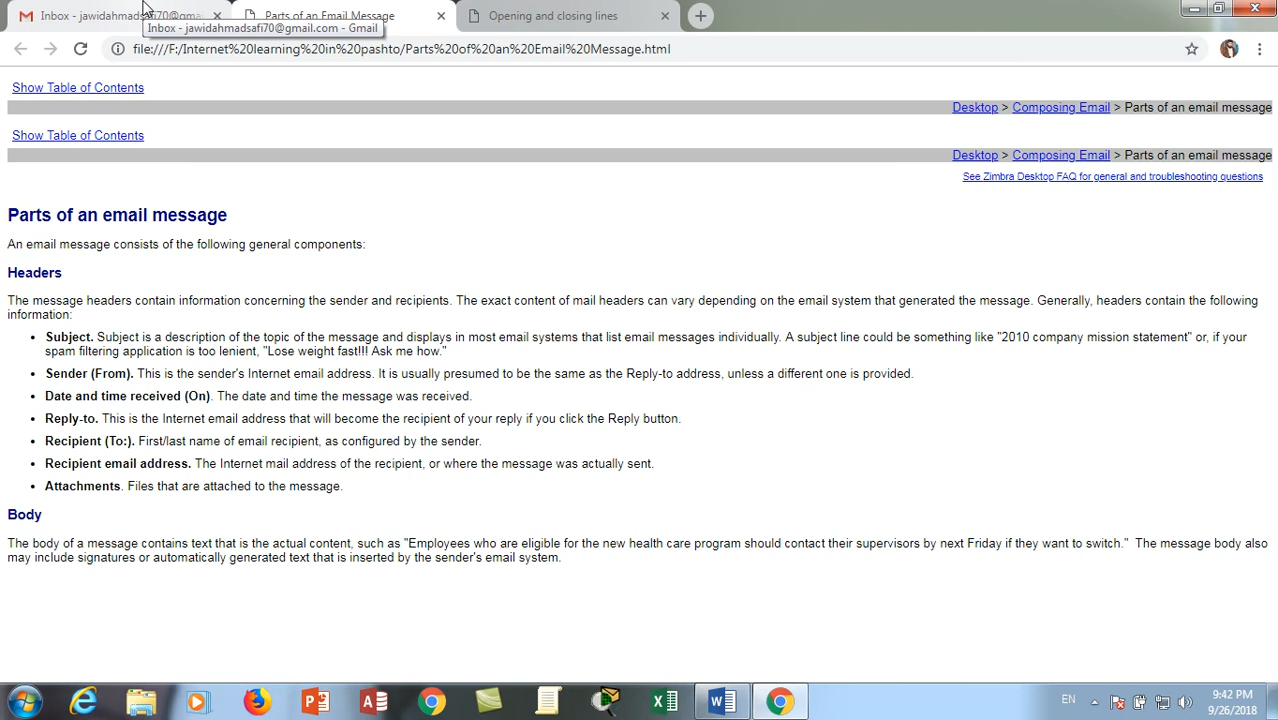 Inbox - jawidahmadsafi70@gma
Parts of an Email Message
Opening and closing lines
Inbox - jawidahmadsafi70@gmail.com - Gmail
file:///F:/Internet%20learning%20in%20pashto/Parts%20of%20an%20Email%20Message.html
Show Table of Contents
Desktop > Composing Email > Parts of an email message
Show Table of Contents
Desktop > Composing Email > Parts of an email message
See Zimbra Desktop FAQ for general and troubleshooting questions
Parts of an email message
An email message consists of the following general components:
Headers
The message headers contain information concerning the sender and recipients. The exact content of mail headers can vary depending on the email system that generated the message. Generally, headers contain the following
information:
• Subject. Subject is a description of the topic of the message and displays in most email systems that list email messages individually. A subject line could be something like "2010 company mission statement" or, if your
spam filtering application is too lenient, "Lose weight fast!!! Ask me how."
• Sender (From). This is the sender's Internet email address. It is usually presumed to be the same as the Reply-to address, unless a different one is provided.
• Date and time received (On). The date and time the message was received.
• Reply-to. This is the Internet email address that will become the recipient of your reply if you click the Reply button.
• Recipient (To:). First/last name of email recipient, as configured by the sender.
• Recipient email address. The Internet mail address of the recipient, or where the message was actually sent.
• Attachments. Files that are attached to the message.
Body
The body of a message contains text that is the actual content, such as "Employees who are eligible for the new health care program should contact their supervisors by next Friday if they want to switch."  The message body also
may include signatures or automatically generated text that is inserted by the sender's email system.
EN
9:42 PM
9/26/2018